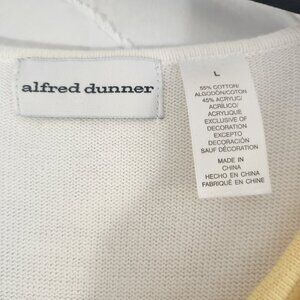 alfred dunner
L
55% COTTON/
ALGODÓN/COTON
45% ACRYLIC/
ACRÍLICO/
ACRYLIQUE
EXCLUSIVE OF
DECORATION
EXCEPTO
DECORACIÓN
SAUF DÉCORATION
MADE IN
CHINA
HECHO EN CHINA
FABRIQUÉ EN CHINE